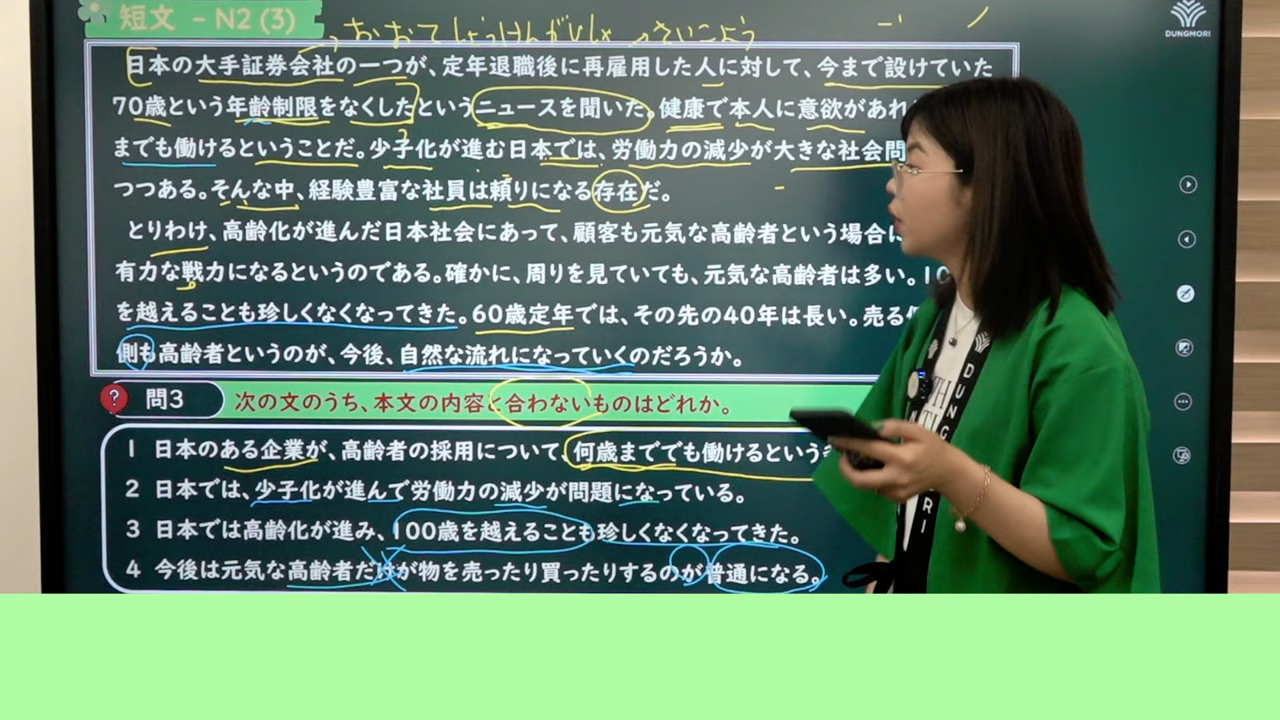 短文 - N2 (3)
おおてしょうけんがいしゃ さいこよう
DUNGMORI
日本の大手証券会社の一つが、定年退職後に再雇用した人に対して、今まで設けていた
70歳という年齢制限をなくしたというニュースを聞いた。健康で本人に意欲があれ
までも働けるということだ。少子化が進む日本では、労働力の減少が大きな社会問
つつある。そんな中、経験豊富な社員は頼りになる存在だ。
とりわけ、高齢化が進んだ日本社会にあって、顧客も元気な高齢者という場合に
有力な戦力になるというのである。確かに、周りを見ていても、元気な高齢者は多い。10
を越えることも珍しくなくなってきた。60歳定年では、その先の40年は長い。売る
側も高齢者というのが、今後、自然な流れになっていくのだろうか。
? 問3 次の文のうち、本文の内容と合わないものはどれか。
1 日本のある企業が、高齢者の採用について、何歳まででも働けるという
2 日本では、少子化が進んで労働力の減少が問題になっている。
3 日本では高齢化が進み、100歳を越えることも珍しくなくなってきた。
4 今後は元気な高齢者だけが物を売ったり買ったりするのが普通になる。
DUNG
RI